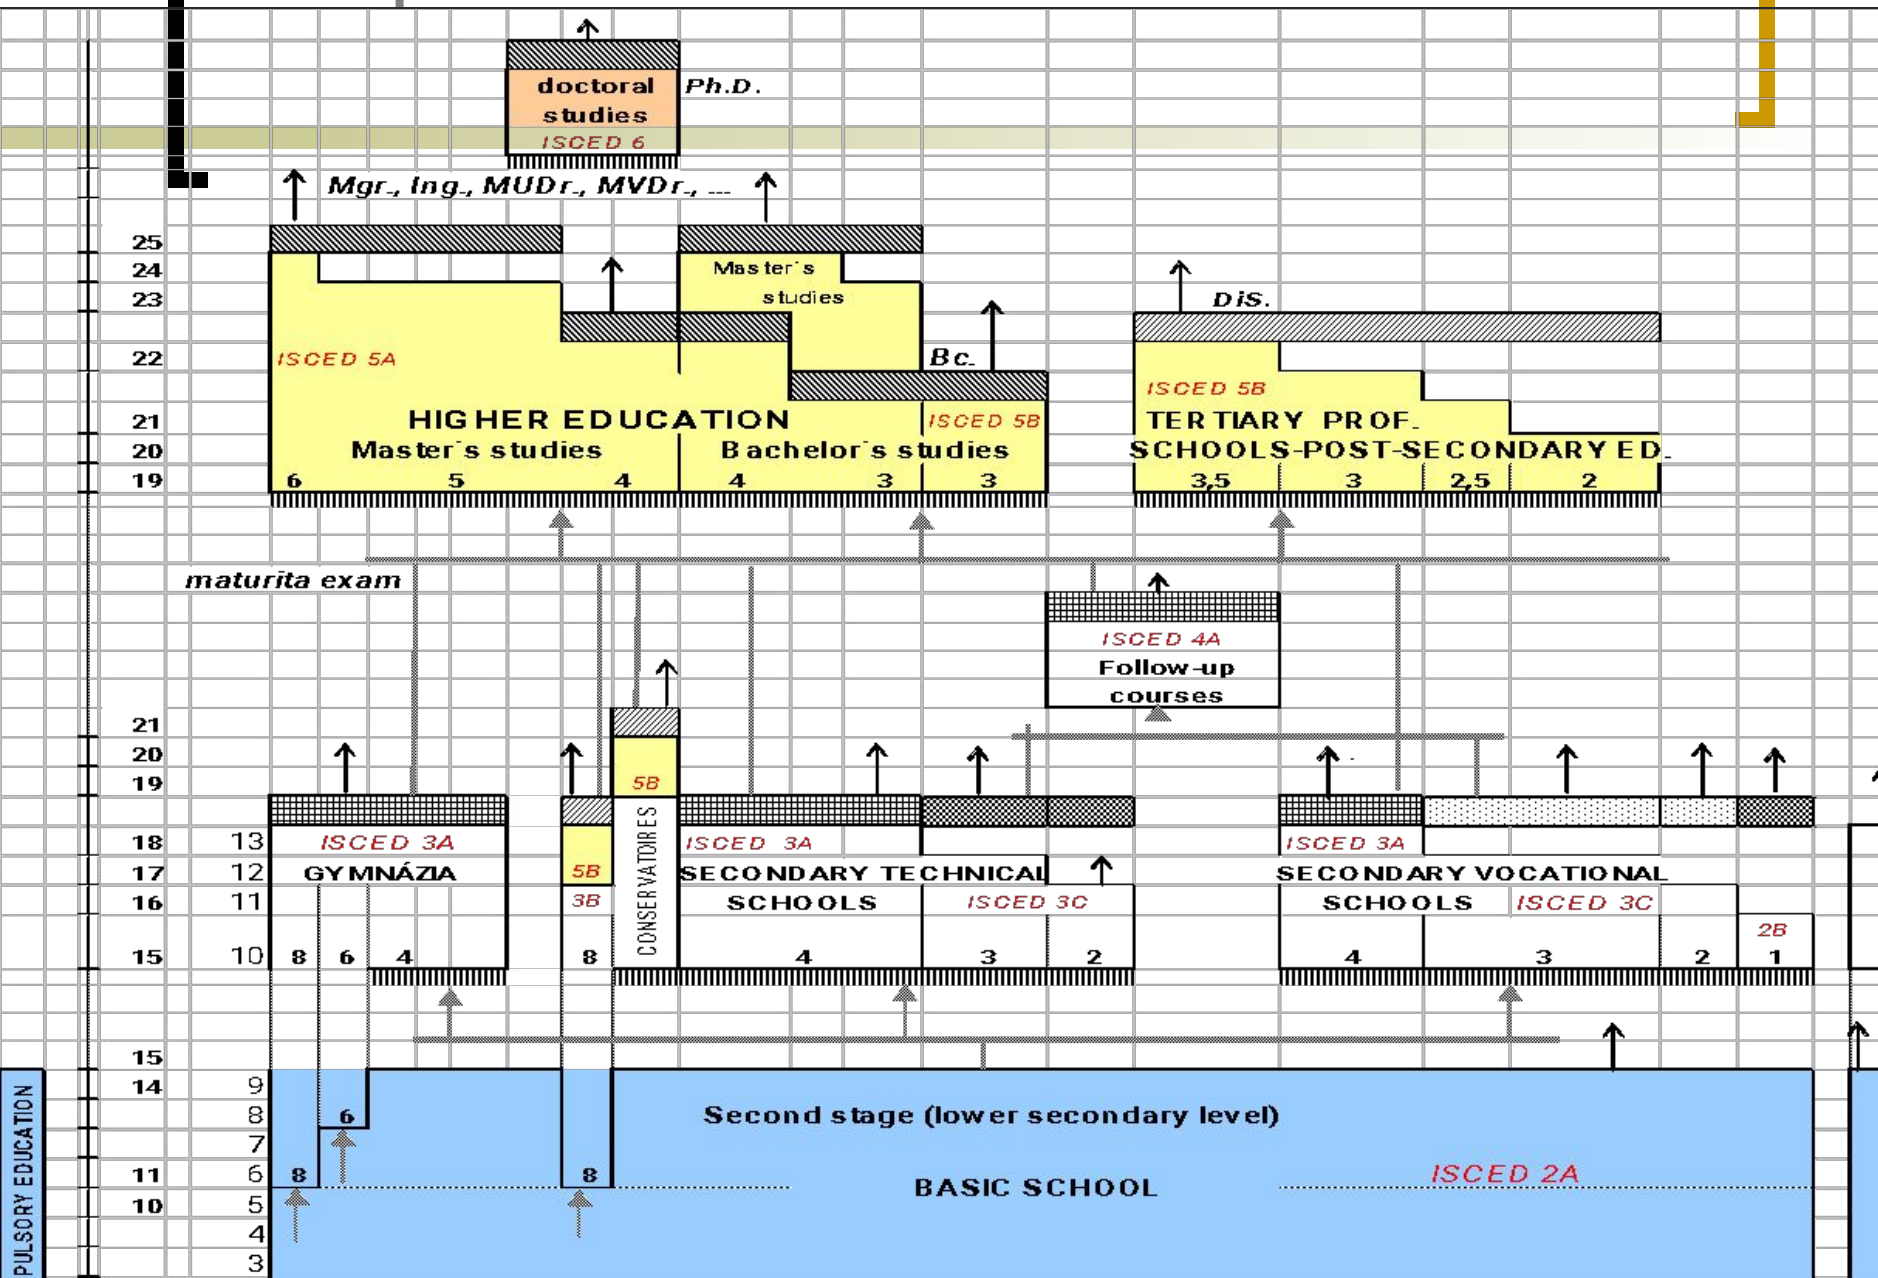 doctoral Ph.D.
studies
ISCED 6
Mgr., Ing., MUDr., MVDr., ...
25
24 Master's
23 studies DiS.
22 ISCED 5A Bc. ISCED 5B
21 HIGHER EDUCATION ISCED 5B TERTIARY PROF.
20 Master's studies Bachelor's studies SCHOOLS-POST-SECONDARY ED.
19 6 5 4 4 3 3 3,5 3 2,5 2
maturita exam
ISCED 4A
Follow-up
courses
21
20
19 5B
CONSERVATOIRES
18 13 ISCED 3A ISCED 3A ISCED 3A
17 12 GYMNÁZIA 5B SECONDARY TECHNICAL SECONDARY VOCATIONAL
16 11 3B SCHOOLS ISCED 3C SCHOOLS ISCED 3C
2B
15 10 8 6 4 8 4 3 2 4 3 2 1
15
14 9
8 6 Second stage (lower secondary level)
7
11 6 8 8 ISCED 2A
10 5 BASIC SCHOOL
4
3
PULSORY EDUCATION